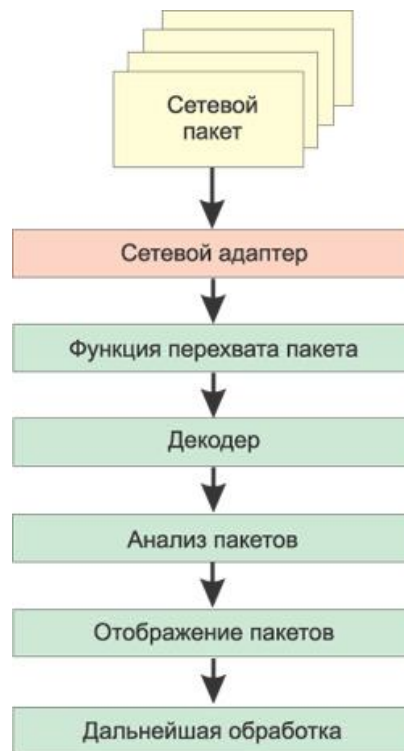 Сетевой
пакет
Сетевой адаптер
Функция перехвата пакета
Декодер
Анализ пакетов
Отображение пакетов
Дальнейшая обработка